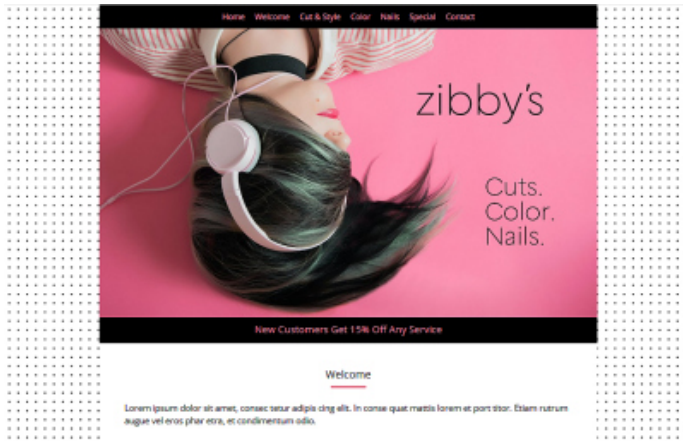 Home Welcome Cut & Style Color Nails Special Contact
zibby's
Cuts.
Color.
Nails.
New Customers Get 15% Off Any Service
Welcome
Lorem ipsum dolor sit amet, consec tetur adipis cing elit. In conse quat mattis lorem et port titor. Etiam rutrum
augue vel eros phar etra, et condimentum odio.